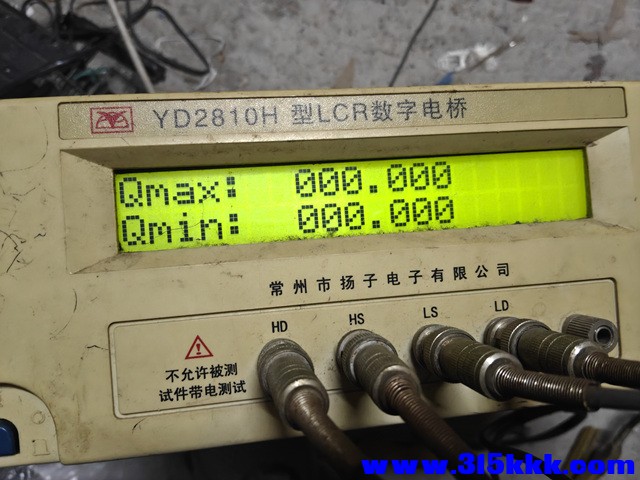 YD2810H 型LCR数字电桥
Qmax: 000.000
Qmin: 000.000
常州市扬子电子有限公司
HD HS LS LD
不允许被测
试件带电测试
www.315kkk.com